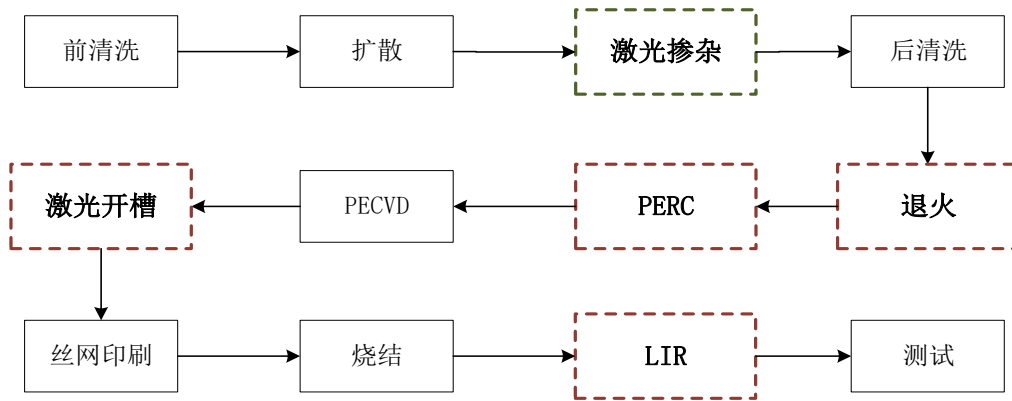 前清洗
扩散
激光掺杂
后清洗
激光开槽
PECVD
PERC
退火
丝网印刷
烧结
LIR
测试